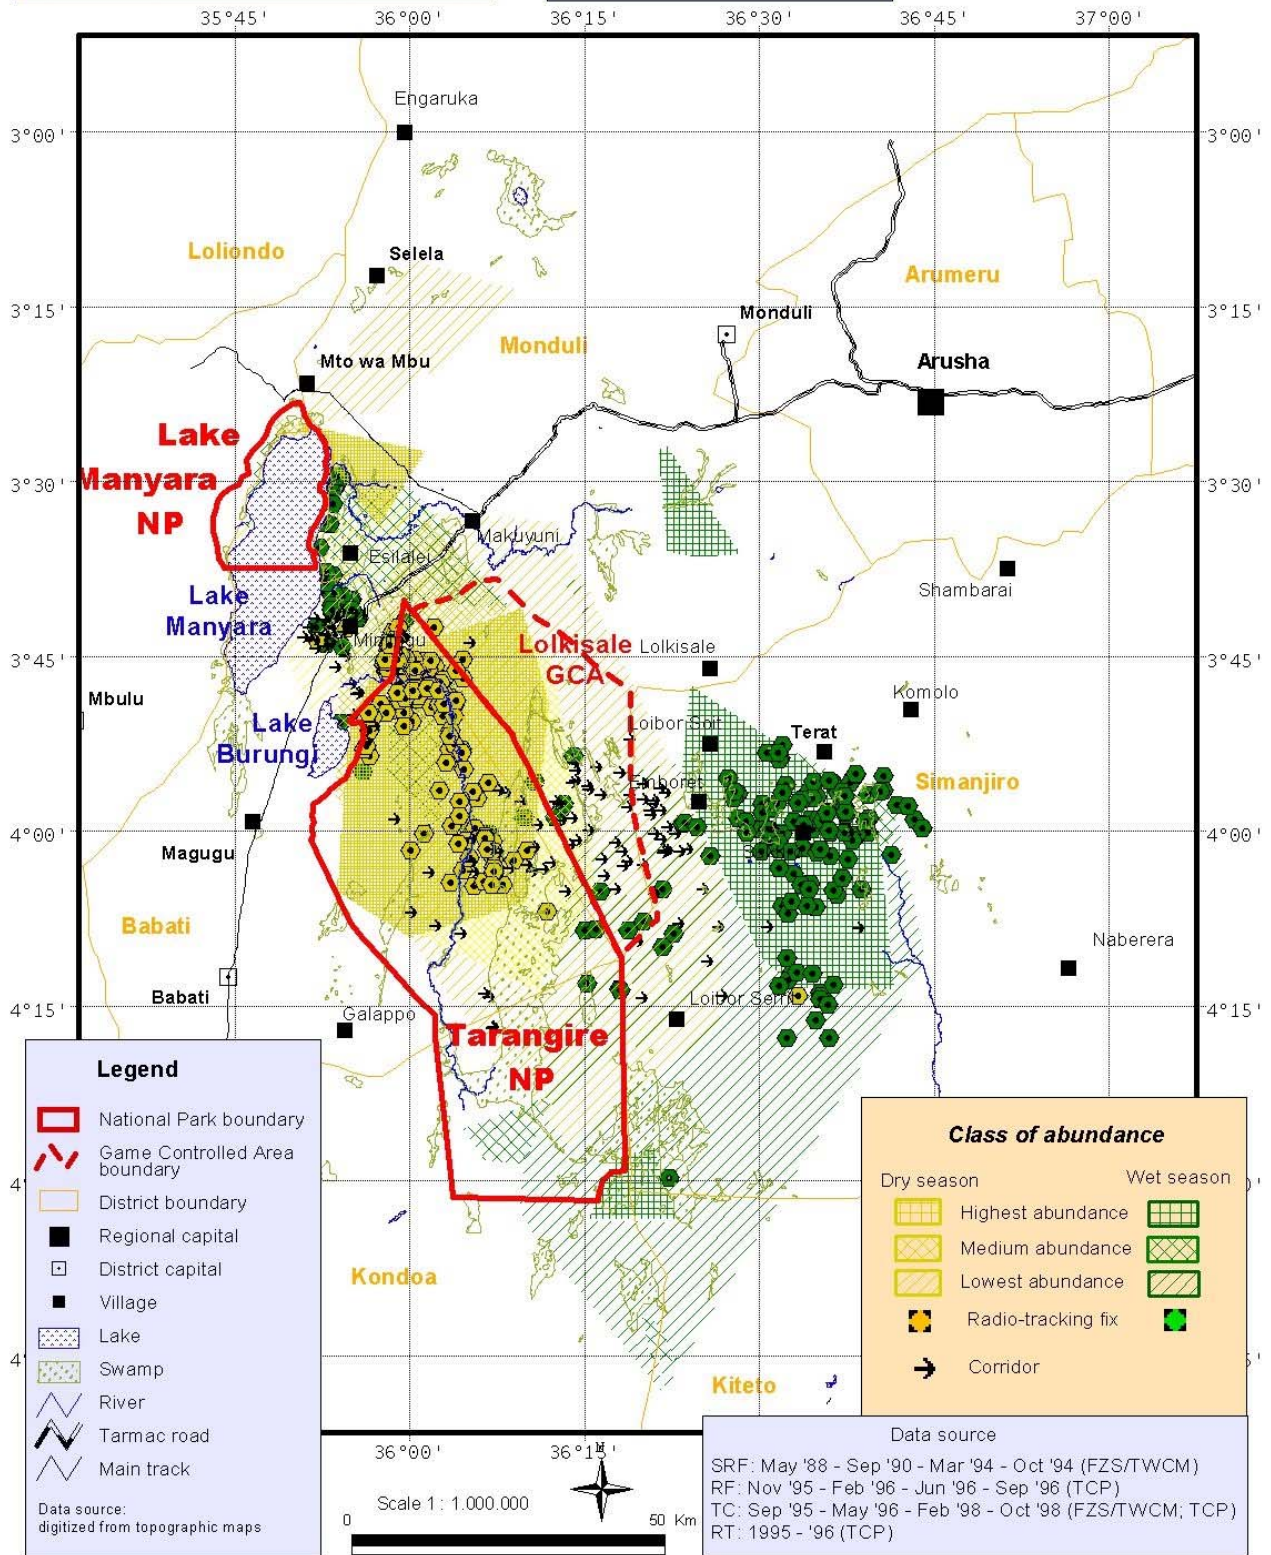 35°45' 36°00' 36°15' 36°30' 36°45' 37°00'
Engaruka
3°00' 3°00'
Loliondo
Selela
Arumeru
3°15' 3°15'
Monduli
Monduli
Mto wa Mbu
Arusha
Lake
Manyara
NP
3°30' 3°30'
Makuyuni
Esilalei
Shambarai
Lake
Manyara
Lolkisale
GCA
Lolkisale
3°45' 3°45'
Mbulu
Komolo
Lake
Burungi
Loibor Soit
Terat
Emboret
Simanjiro
4°00' 4°00'
Magugu
Babati
Naberera
Babati
4°15' 4°15'
Galappo
Loibor Serrit
Tarangire
NP
Kondoa
Kiteto
36°00' 36°15'
Legend
National Park boundary
Game Controlled Area
boundary
District boundary
Regional capital
District capital
Village
Lake
Swamp
River
Tarmac road
Main track
Data source:
digitized from topographic maps
N
Scale 1 : 1.000.000
0 50 Km
Class of abundance
Dry season Wet season
Highest abundance
Medium abundance
Lowest abundance
Radio-tracking fix
Corridor
Data source
SRF: May '88 - Sep '90 - Mar '94 - Oct '94 (FZS/TWCM)
RF: Nov '95 - Feb '96 - Jun '96 - Sep '96 (TCP)
TC: Sep '95 - May '96 - Feb '98 - Oct '98 (FZS/TWCM; TCP)
RT: 1995 - '96 (TCP)